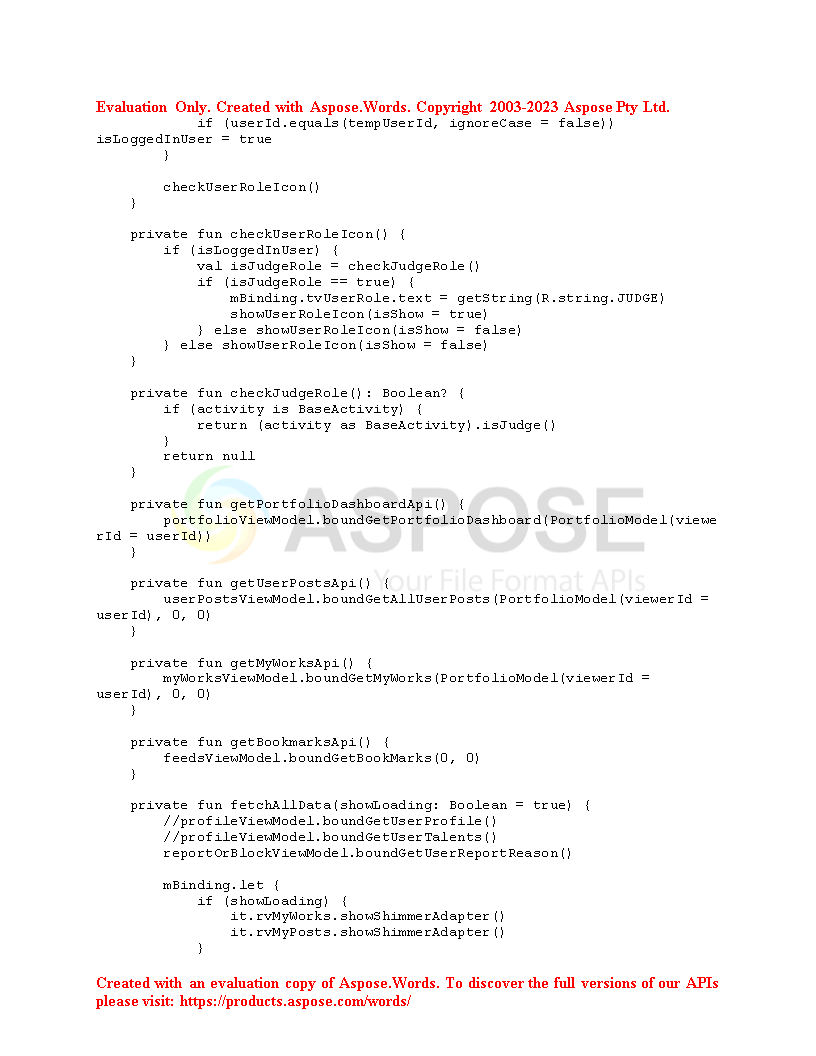 Evaluation Only. Created with Aspose.Words. Copyright 2003-2023 Aspose Pty Ltd.
            if (userId.equals(tempUserId, ignoreCase = false))
isLoggedInUser = true
        }

        checkUserRoleIcon()
    }

    private fun checkUserRoleIcon() {
        if (isLoggedInUser) {
            val isJudgeRole = checkJudgeRole()
            if (isJudgeRole == true) {
                mBinding.tvUserRole.text = getString(R.string.JUDGE)
                showUserRoleIcon(isShow = true)
            } else showUserRoleIcon(isShow = false)
        } else showUserRoleIcon(isShow = false)
    }

    private fun checkJudgeRole(): Boolean? {
        if (activity is BaseActivity) {
            return (activity as BaseActivity).isJudge()
        }
        return null
    }

    private fun getPortfolioDashboardApi() {
        portfolioViewModel.boundGetPortfolioDashboard(PortfolioModel(viewe
rId = userId))
    }

    private fun getUserPostsApi() {
        userPostsViewModel.boundGetAllUserPosts(PortfolioModel(viewerId =
userId), 0, 0)
    }

    private fun getMyWorksApi() {
        myWorksViewModel.boundGetMyWorks(PortfolioModel(viewerId =
userId), 0, 0)
    }

    private fun getBookmarksApi() {
        feedsViewModel.boundGetBookMarks(0, 0)
    }

    private fun fetchAllData(showLoading: Boolean = true) {
        //profileViewModel.boundGetUserProfile()
        //profileViewModel.boundGetUserTalents()
        reportOrBlockViewModel.boundGetUserReportReason()

        mBinding.let {
            if (showLoading) {
                it.rvMyWorks.showShimmerAdapter()
                it.rvMyPosts.showShimmerAdapter()
            }
ASPOSE
Your File Format APIs
Created with an evaluation copy of Aspose.Words. To discover the full versions of our APIs
please visit: https://products.aspose.com/words/